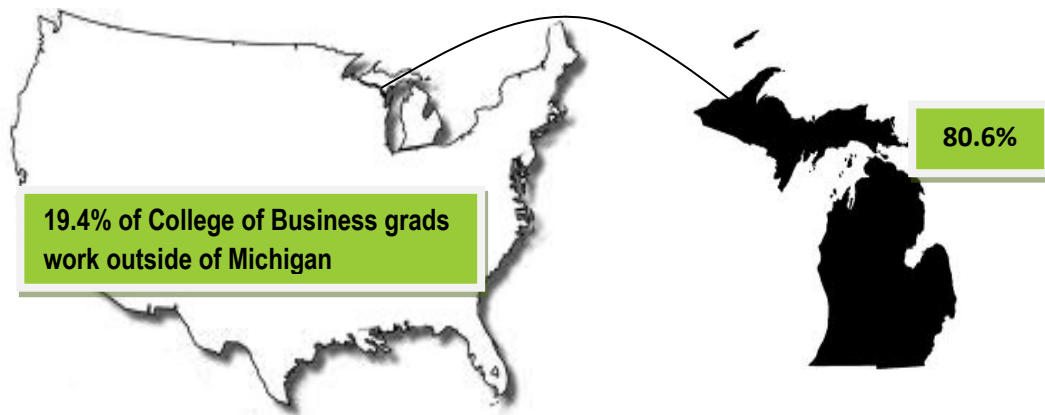 80.6%
19.4% of College of Business grads
work outside of Michigan